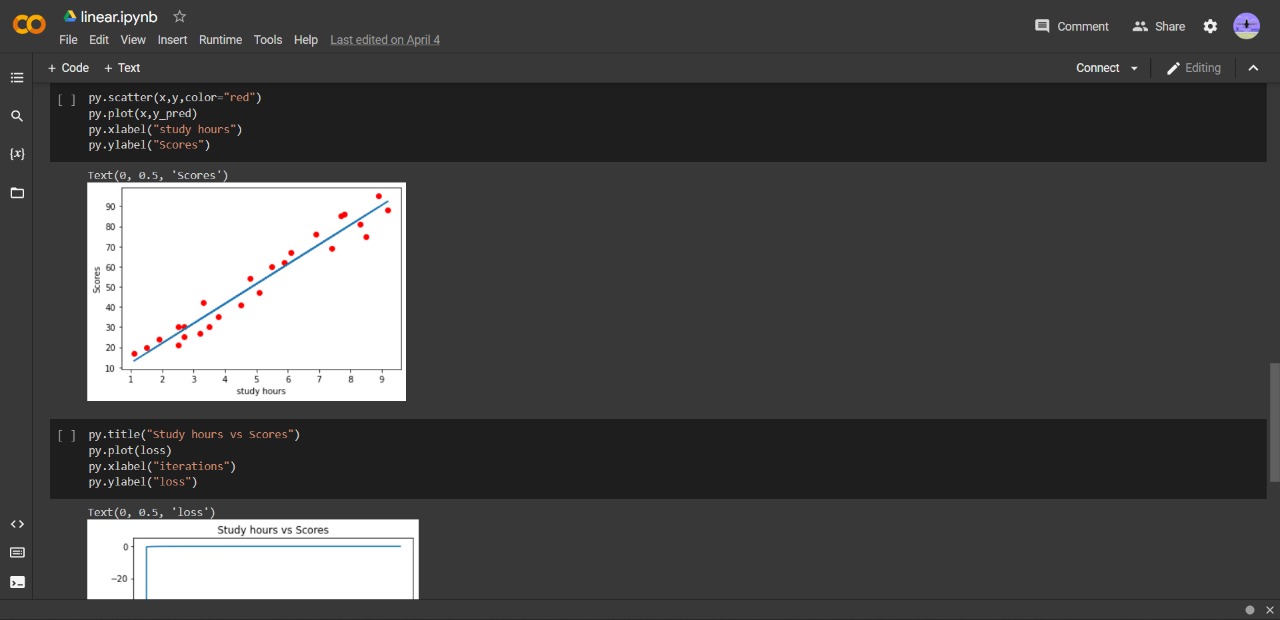 linear.ipynb
File Edit View Insert Runtime Tools Help Last edited on April 4
Comment Share
+ Code + Text
Connect Editing
{x}
[ ] py.scatter(x,y,color="red")
py.plot(x,y_pred)
py.xlabel("study hours")
py.ylabel("Scores")
Text(0, 0.5, 'Scores')
90
80
70
60
50
40
30
20
10
Scores
1 2 3 4 5 6 7 8 9
study hours
[ ] py.title("Study hours vs Scores")
py.plot(loss)
py.xlabel("iterations")
py.ylabel("loss")
Text(0, 0.5, 'loss')
Study hours vs Scores
0
−20